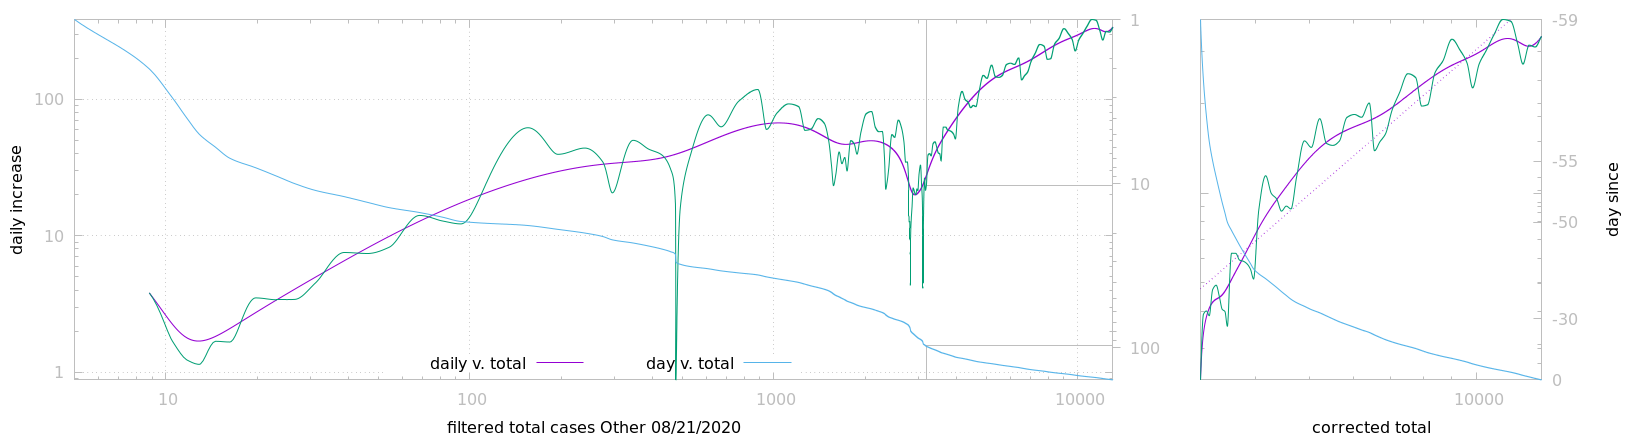 1
-59
100
daily increase
-55
day since
10
10
-50
-30
1
daily v. total
day v. total
100
0
10
100
1000
10000
10000
filtered total cases Other 08/21/2020
corrected total